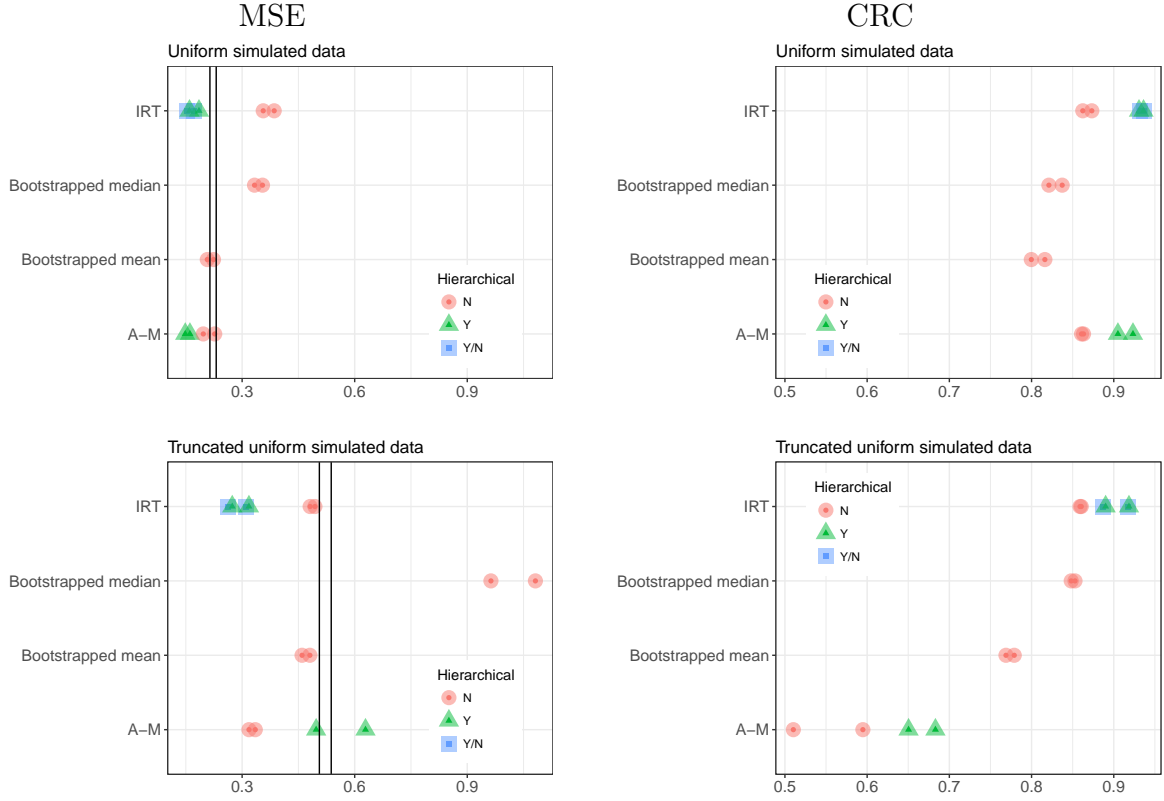 MSE
Uniform simulated data
IRT
Bootstrapped median
Bootstrapped mean
A−M
Hierarchical
N
Y
Y/N
0.3 0.6 0.9
CRC
Uniform simulated data
IRT
Bootstrapped median
Bootstrapped mean
A−M
Hierarchical
N
Y
Y/N
0.5 0.6 0.7 0.8 0.9
Truncated uniform simulated data
IRT
Bootstrapped median
Bootstrapped mean
A−M
Hierarchical
N
Y
Y/N
0.3 0.6 0.9
Truncated uniform simulated data
Hierarchical
N
Y
Y/N
IRT
Bootstrapped median
Bootstrapped mean
A−M
0.5 0.6 0.7 0.8 0.9